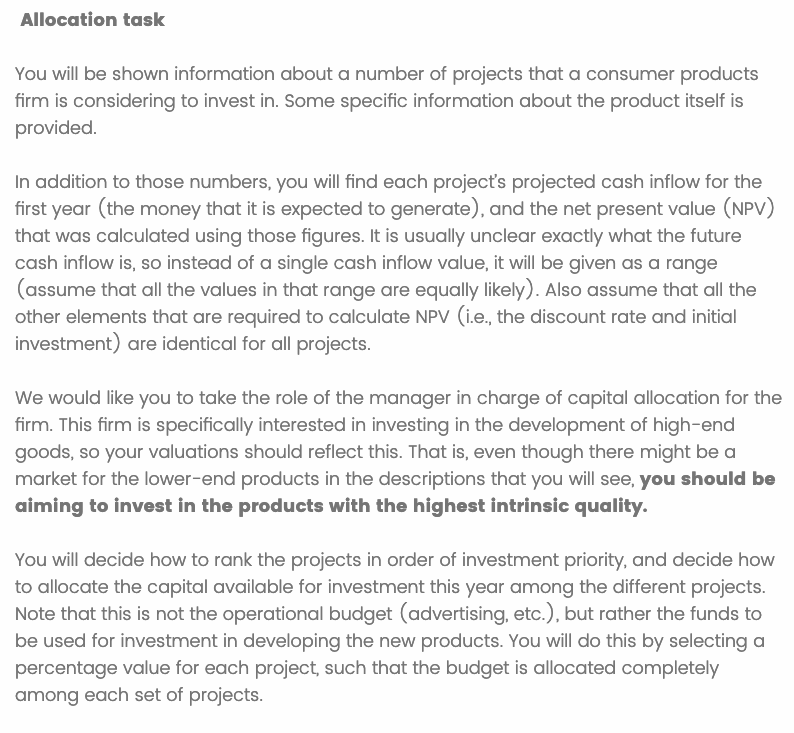 Allocation task
You will be shown information about a number of projects that a consumer products
firm is considering to invest in. Some specific information about the product itself is
provided.
In addition to those numbers, you will find each project's projected cash inflow for the
first year (the money that it is expected to generate), and the net present value (NPV)
that was calculated using those figures. It is usually unclear exactly what the future
cash inflow is, so instead of a single cash inflow value, it will be given as a range
(assume that all the values in that range are equally likely). Also assume that all the
other elements that are required to calculate NPV (i.e., the discount rate and initial
investment) are identical for all projects.
We would like you to take the role of the manager in charge of capital allocation for the
firm. This firm is specifically interested in investing in the development of high-end
goods, so your valuations should reflect this. That is, even though there might be a
market for the lower-end products in the descriptions that you will see, you should be
aiming to invest in the products with the highest intrinsic quality.
You will decide how to rank the projects in order of investment priority, and decide how
to allocate the capital available for investment this year among the different projects.
Note that this is not the operational budget (advertising, etc.), but rather the funds to
be used for investment in developing the new products. You will do this by selecting a
percentage value for each project, such that the budget is allocated completely
among each set of projects.